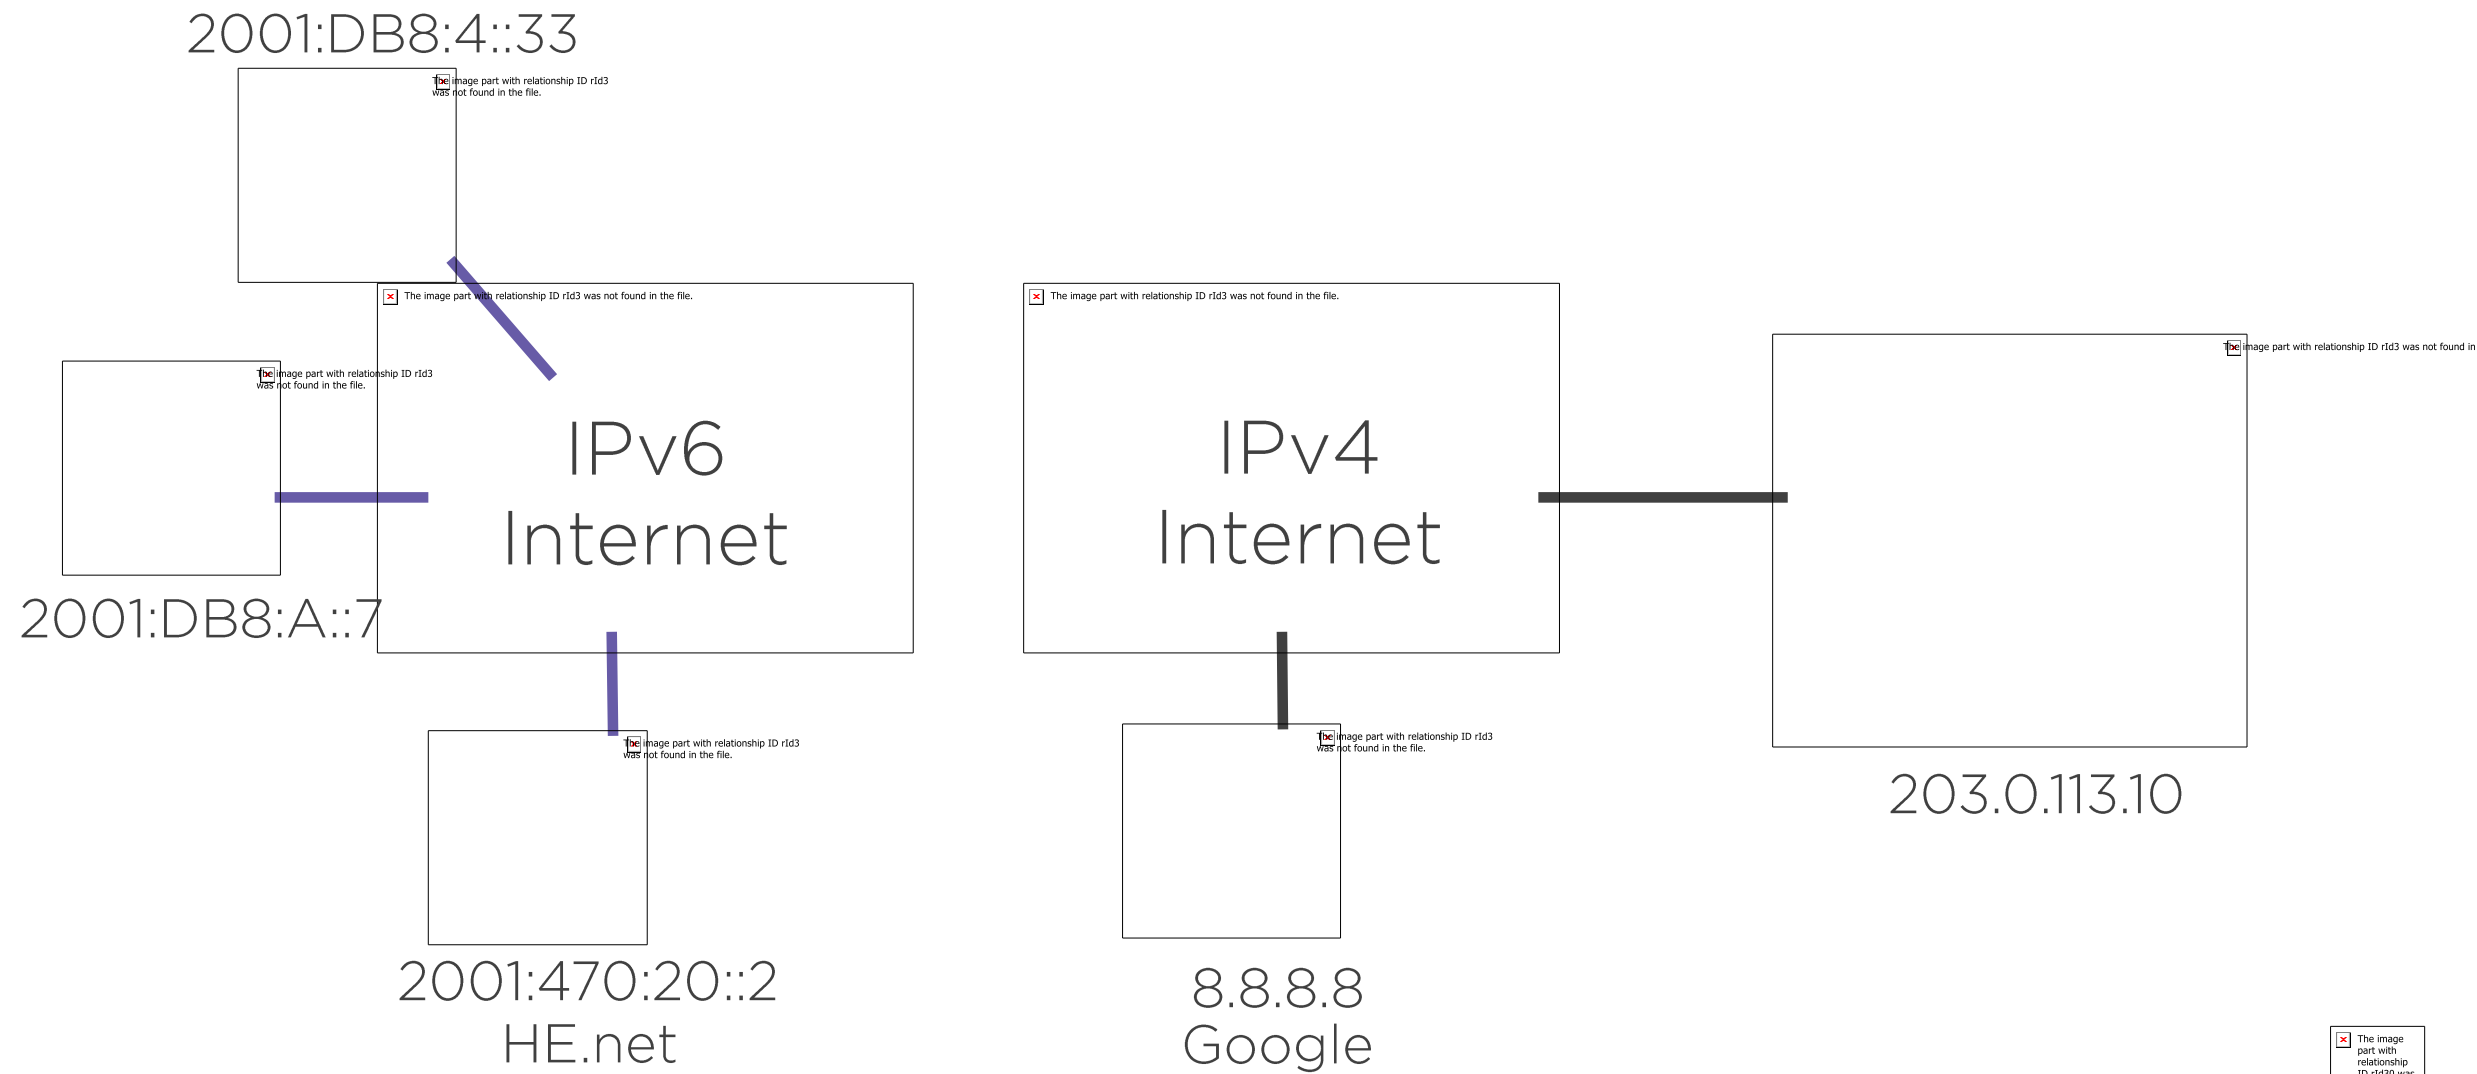 2001:DB8:4::33
The image part with relationship ID rId3
was not found in the file.
The image part with relationship ID rId3 was not found in the file.
The image part with relationship ID rId3 was not found in the file.
The image part with relationship ID rId3 was not found in
The image part with relationship ID rId3
was not found in the file.
IPv6
Internet
IPv4
Internet
2001:DB8:A::7
The image part with relationship ID rId3
was not found in the file.
The image part with relationship ID rId3
was not found in the file.
203.0.113.10
2001:470:20::2
HE.net
8.8.8.8
Google
The image
part with
relationship
ID rId30 was